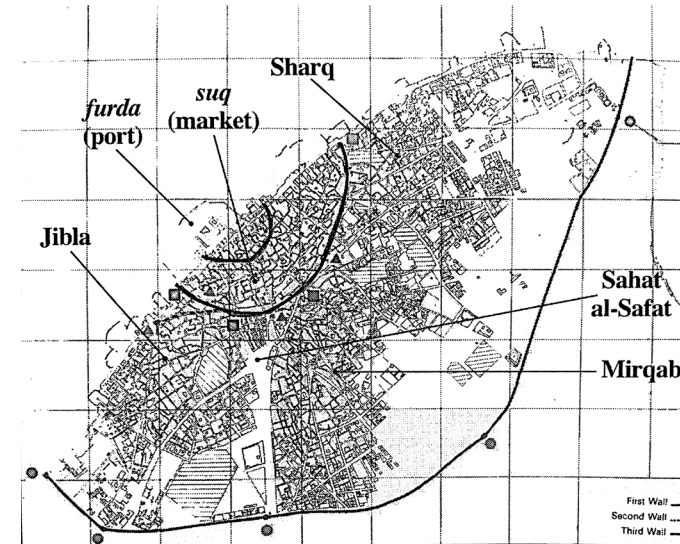 Sharq
suq
(market)
furda
(port)
Jibla
Sahat
al-Safat
Mirqab
First Wall
Second Wall
Third Wall